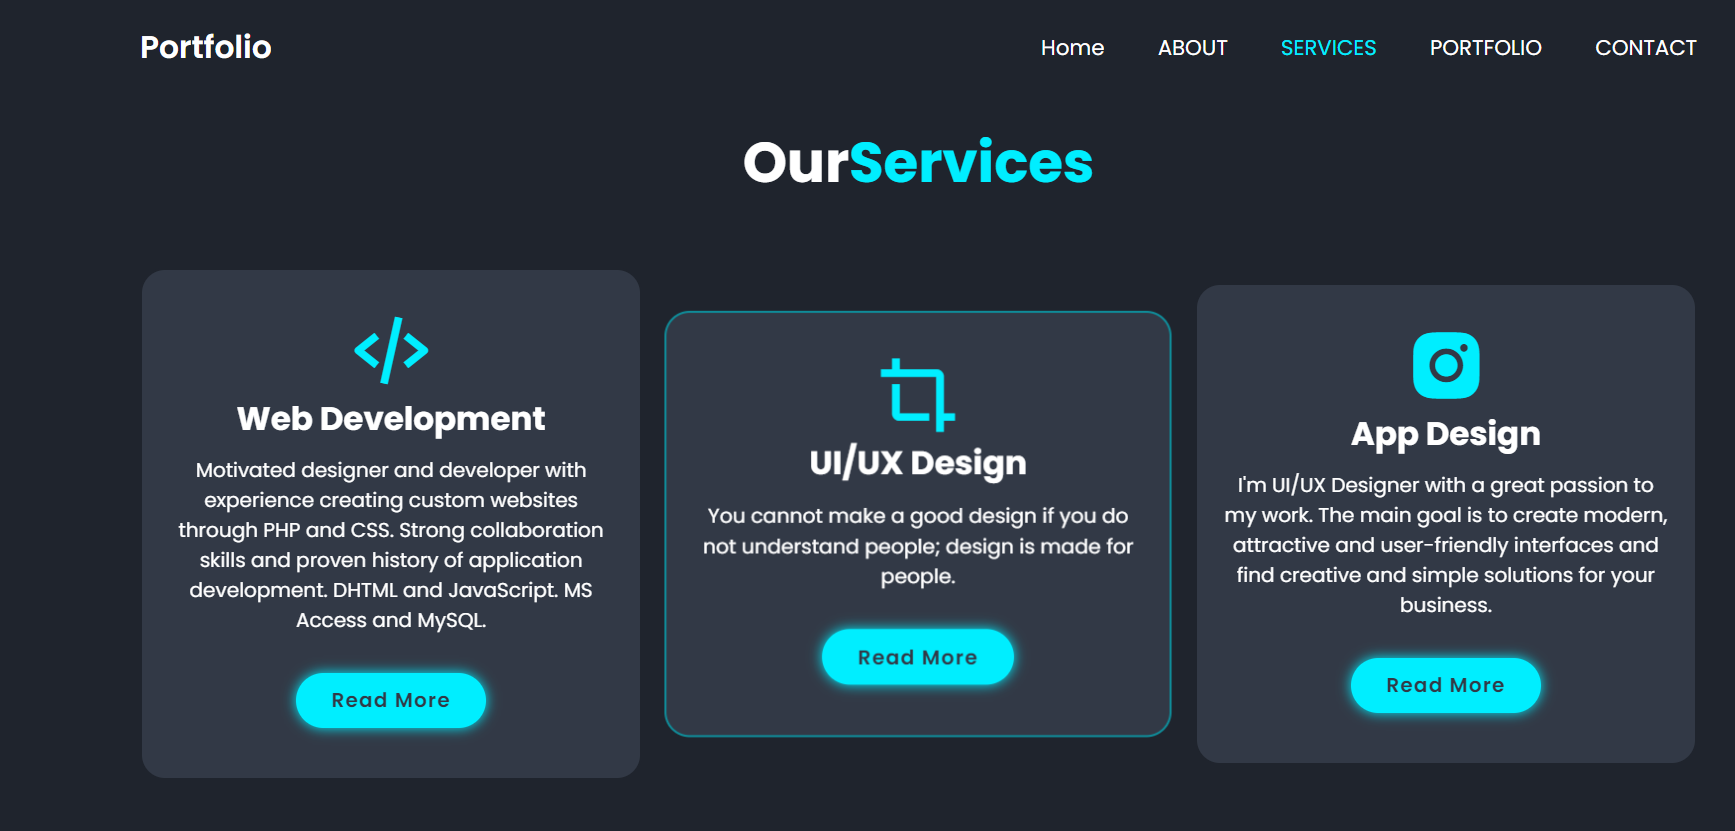 Portfolio
Home ABOUT SERVICES PORTFOLIO CONTACT
OurServices
Web Development
Motivated designer and developer with
experience creating custom websites
through PHP and CSS. Strong collaboration
skills and proven history of application
development. DHTML and JavaScript. MS
Access and MySQL.
Read More
UI/UX Design
You cannot make a good design if you do
not understand people; design is made for
people.
Read More
App Design
I'm UI/UX Designer with a great passion to
my work. The main goal is to create modern,
attractive and user-friendly interfaces and
find creative and simple solutions for your
business.
Read More